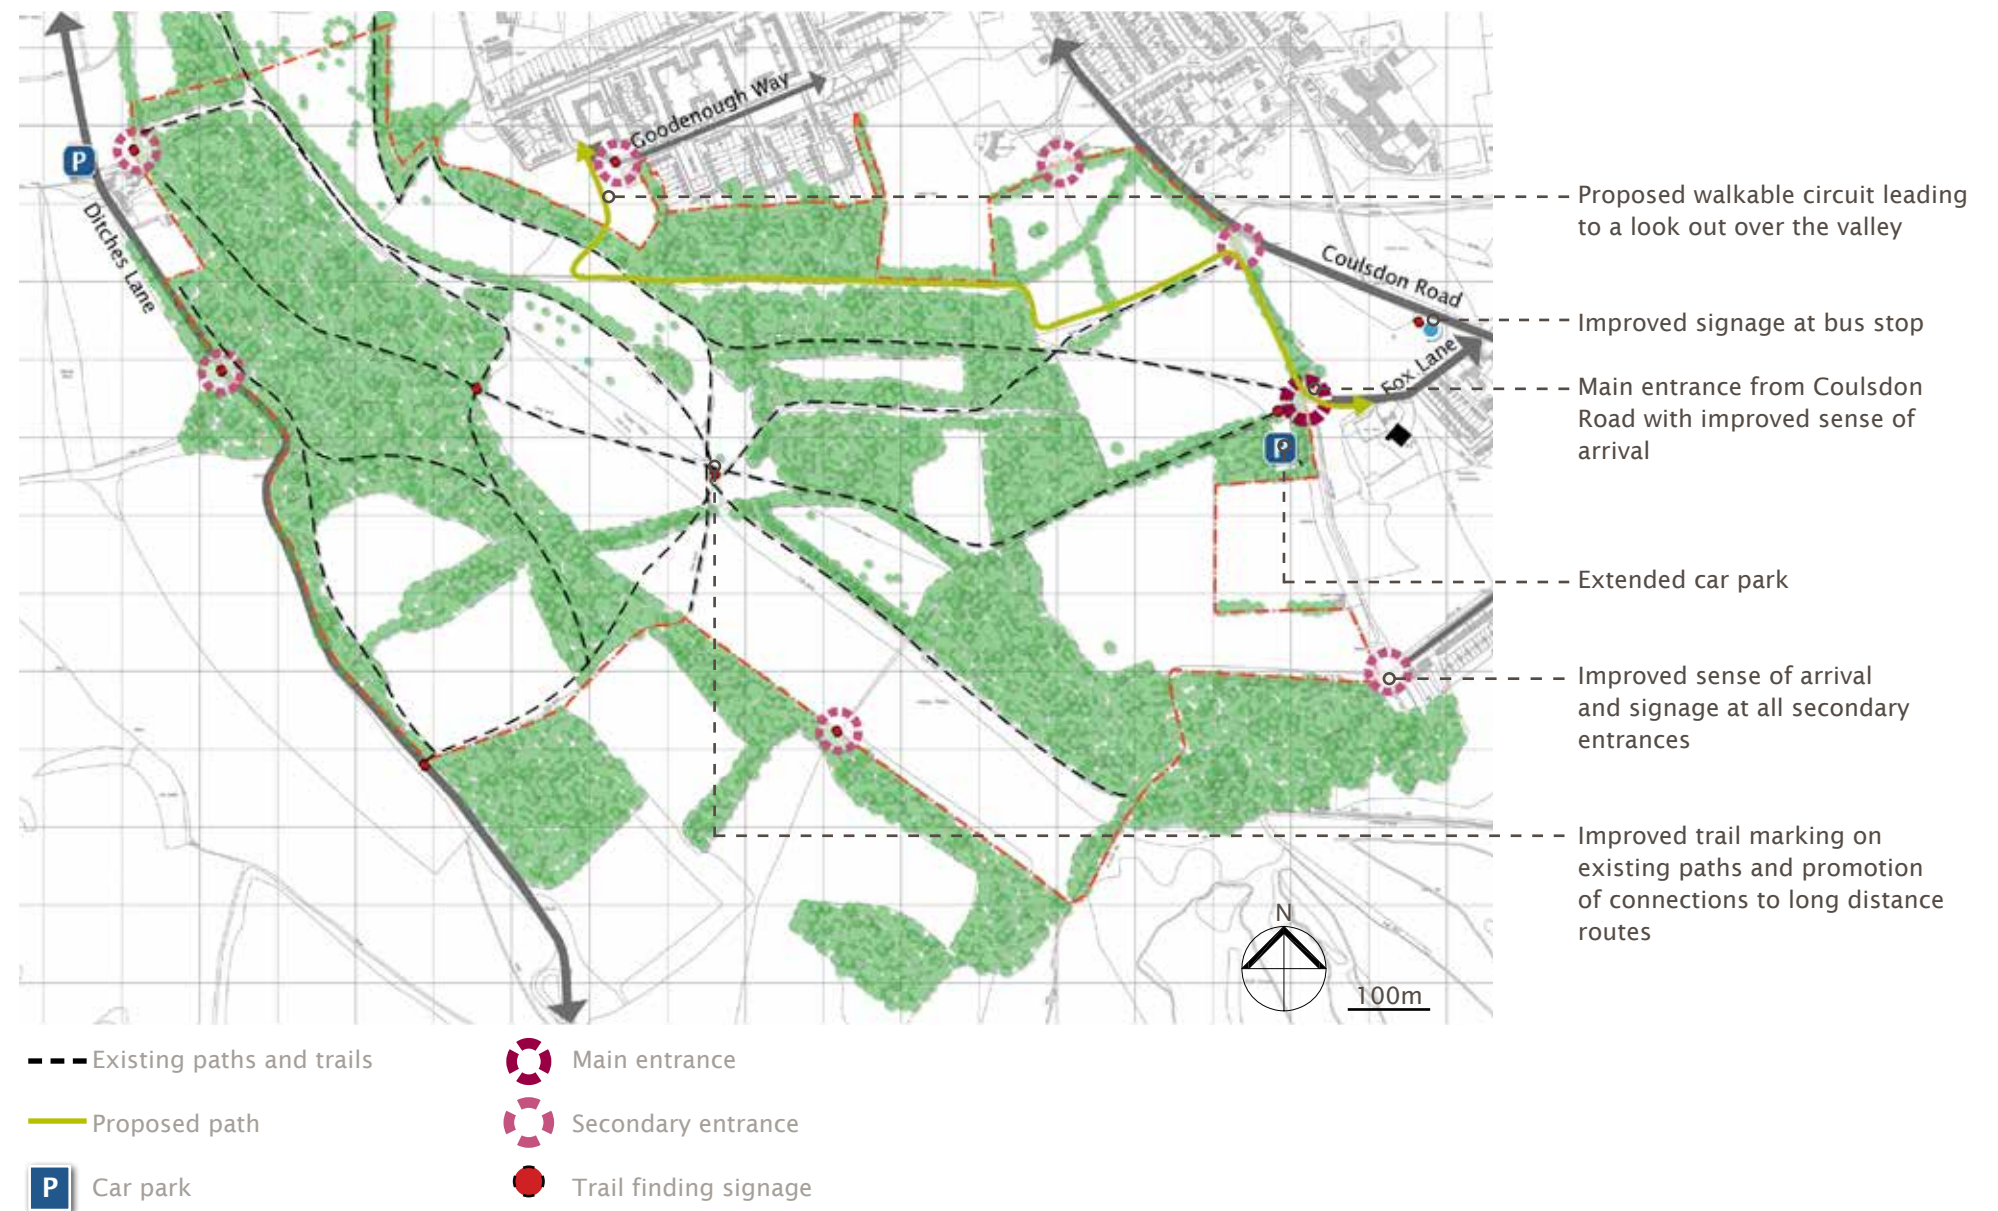 Goodenough Way
Ditches Lane
Coulsdon Road
Fox Lane
P
P
Proposed walkable circuit leading
to a look out over the valley
Improved signage at bus stop
Main entrance from Coulsdon
Road with improved sense of
arrival
Extended car park
Improved sense of arrival
and signage at all secondary
entrances
Improved trail marking on
existing paths and promotion
of connections to long distance
routes
N
100m
Existing paths and trails
Main entrance
Proposed path
Secondary entrance
P
Car park
Trail finding signage